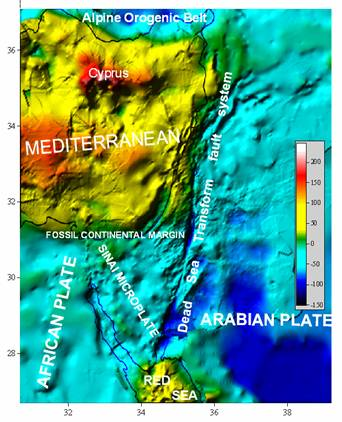 Alpine Orogenic Belt
36
Cyprus
Dead Sea Transform fault system
34
MEDITERRANEAN
200
150
100
50
0
-50
-100
-150
32
FOSSIL CONTINENTAL MARGIN
SINAI MICROPLATE
30
AFRICAN PLATE
ARABIAN PLATE
28
RED
SEA
32
34
36
38